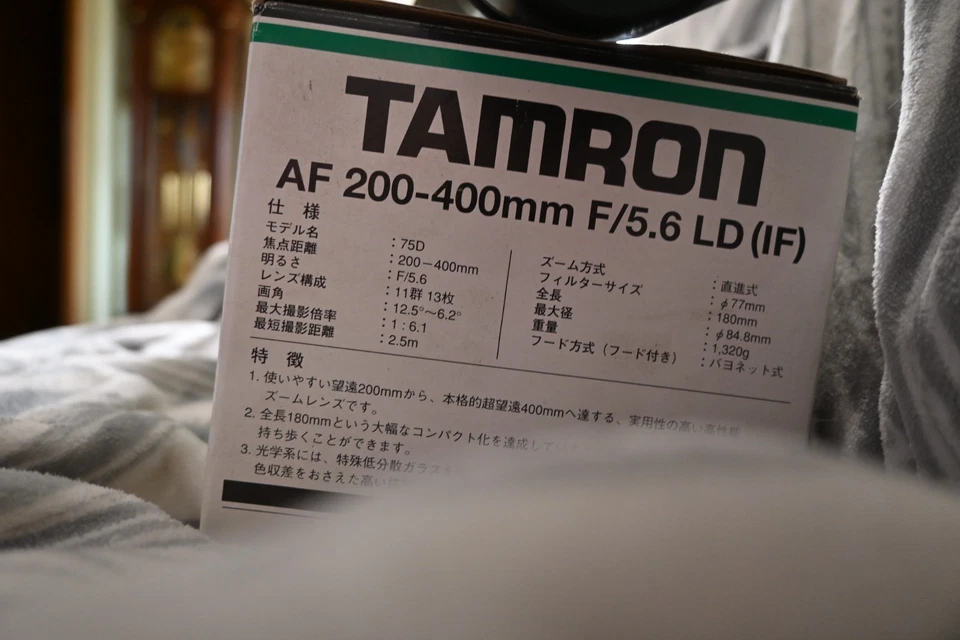 TAMRON
AF 200-400mm F/5.6 LD (IF)
仕 様
モデル名 : 75D
焦点距離 : 200−400mm
明るさ : F/5.6
レンズ構成 : 11群 13枚
画角 : 12.5°〜6.2°
最大撮影倍率 : 1 : 6.1
最短撮影距離 : 2.5m
ズーム方式 : 直進式
フィルターサイズ : φ77mm
全長 : 180mm
最大径 : φ84.8mm
重量 : 1,320g
フード方式(フード付き) : バヨネット式
特 徴
1. 使いやすい望遠200mmから、本格的超望遠400mmへ達する、実用性の高い高性能
ズームレンズです。
2. 全長180mmという大幅なコンパクト化を達成して
持ち歩くことができます。
3. 光学系には、特殊低分散ガラス
色収差をおさえた高い